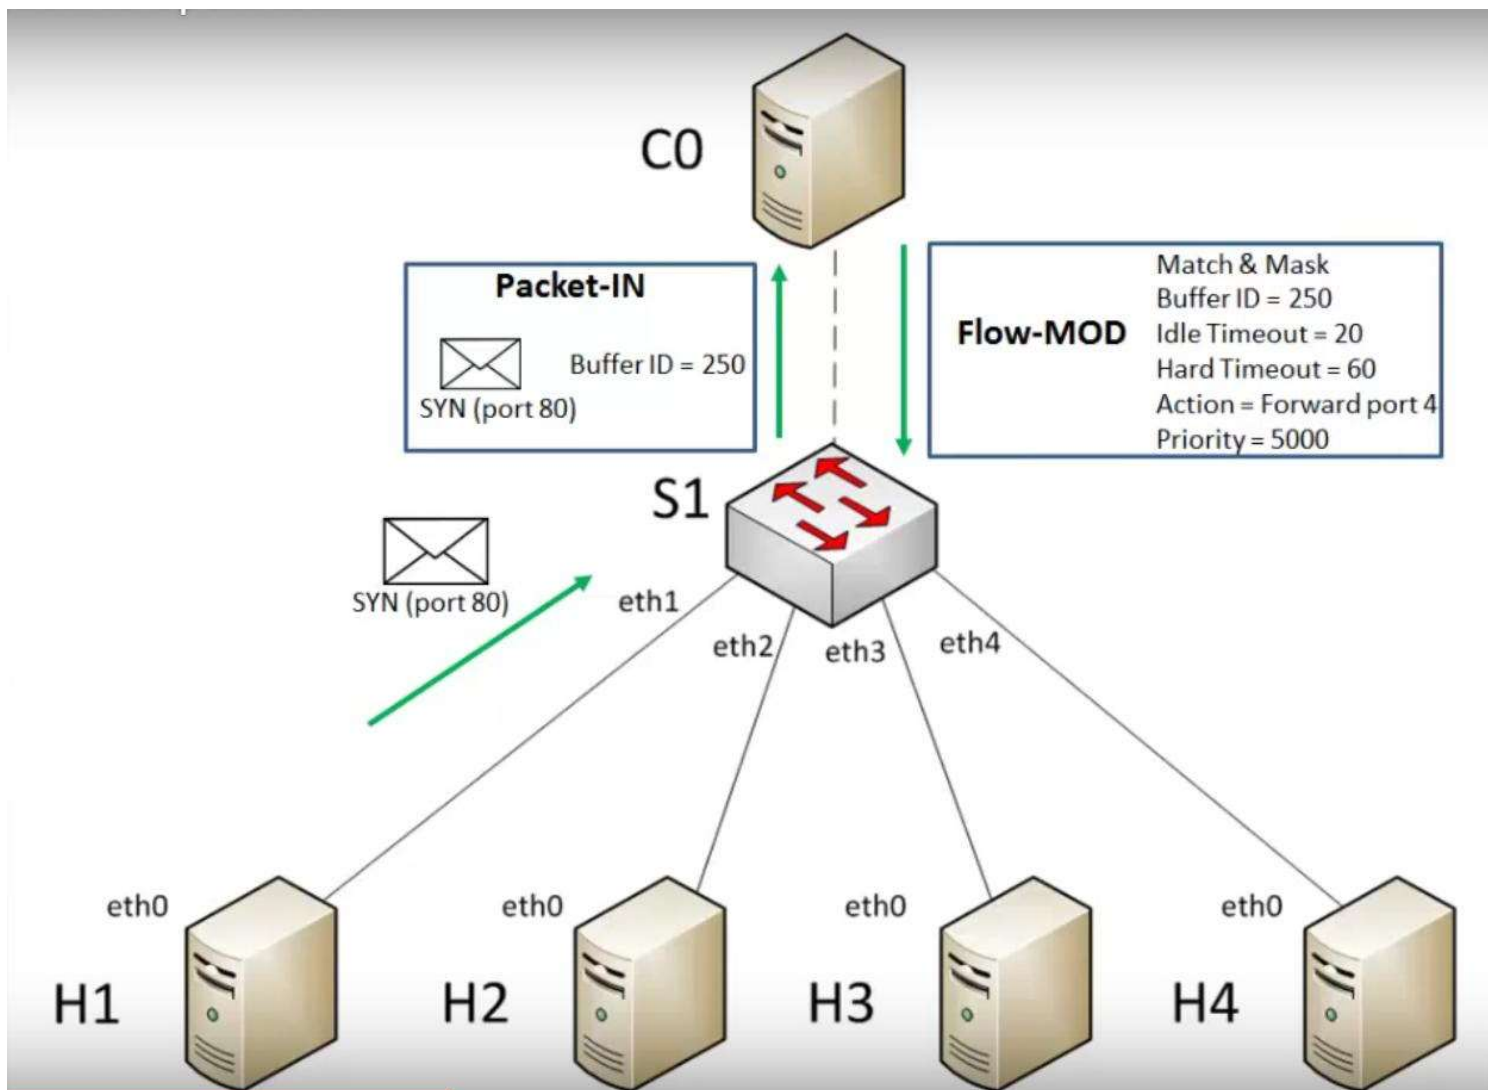 C0
Packet-IN
Buffer ID = 250
SYN (port 80)
Flow-MOD
Match & Mask
Buffer ID = 250
Idle Timeout = 20
Hard Timeout = 60
Action = Forward port 4
Priority = 5000
S1
SYN (port 80)
eth1
eth2
eth3
eth4
eth0
eth0
eth0
eth0
H1
H2
H3
H4